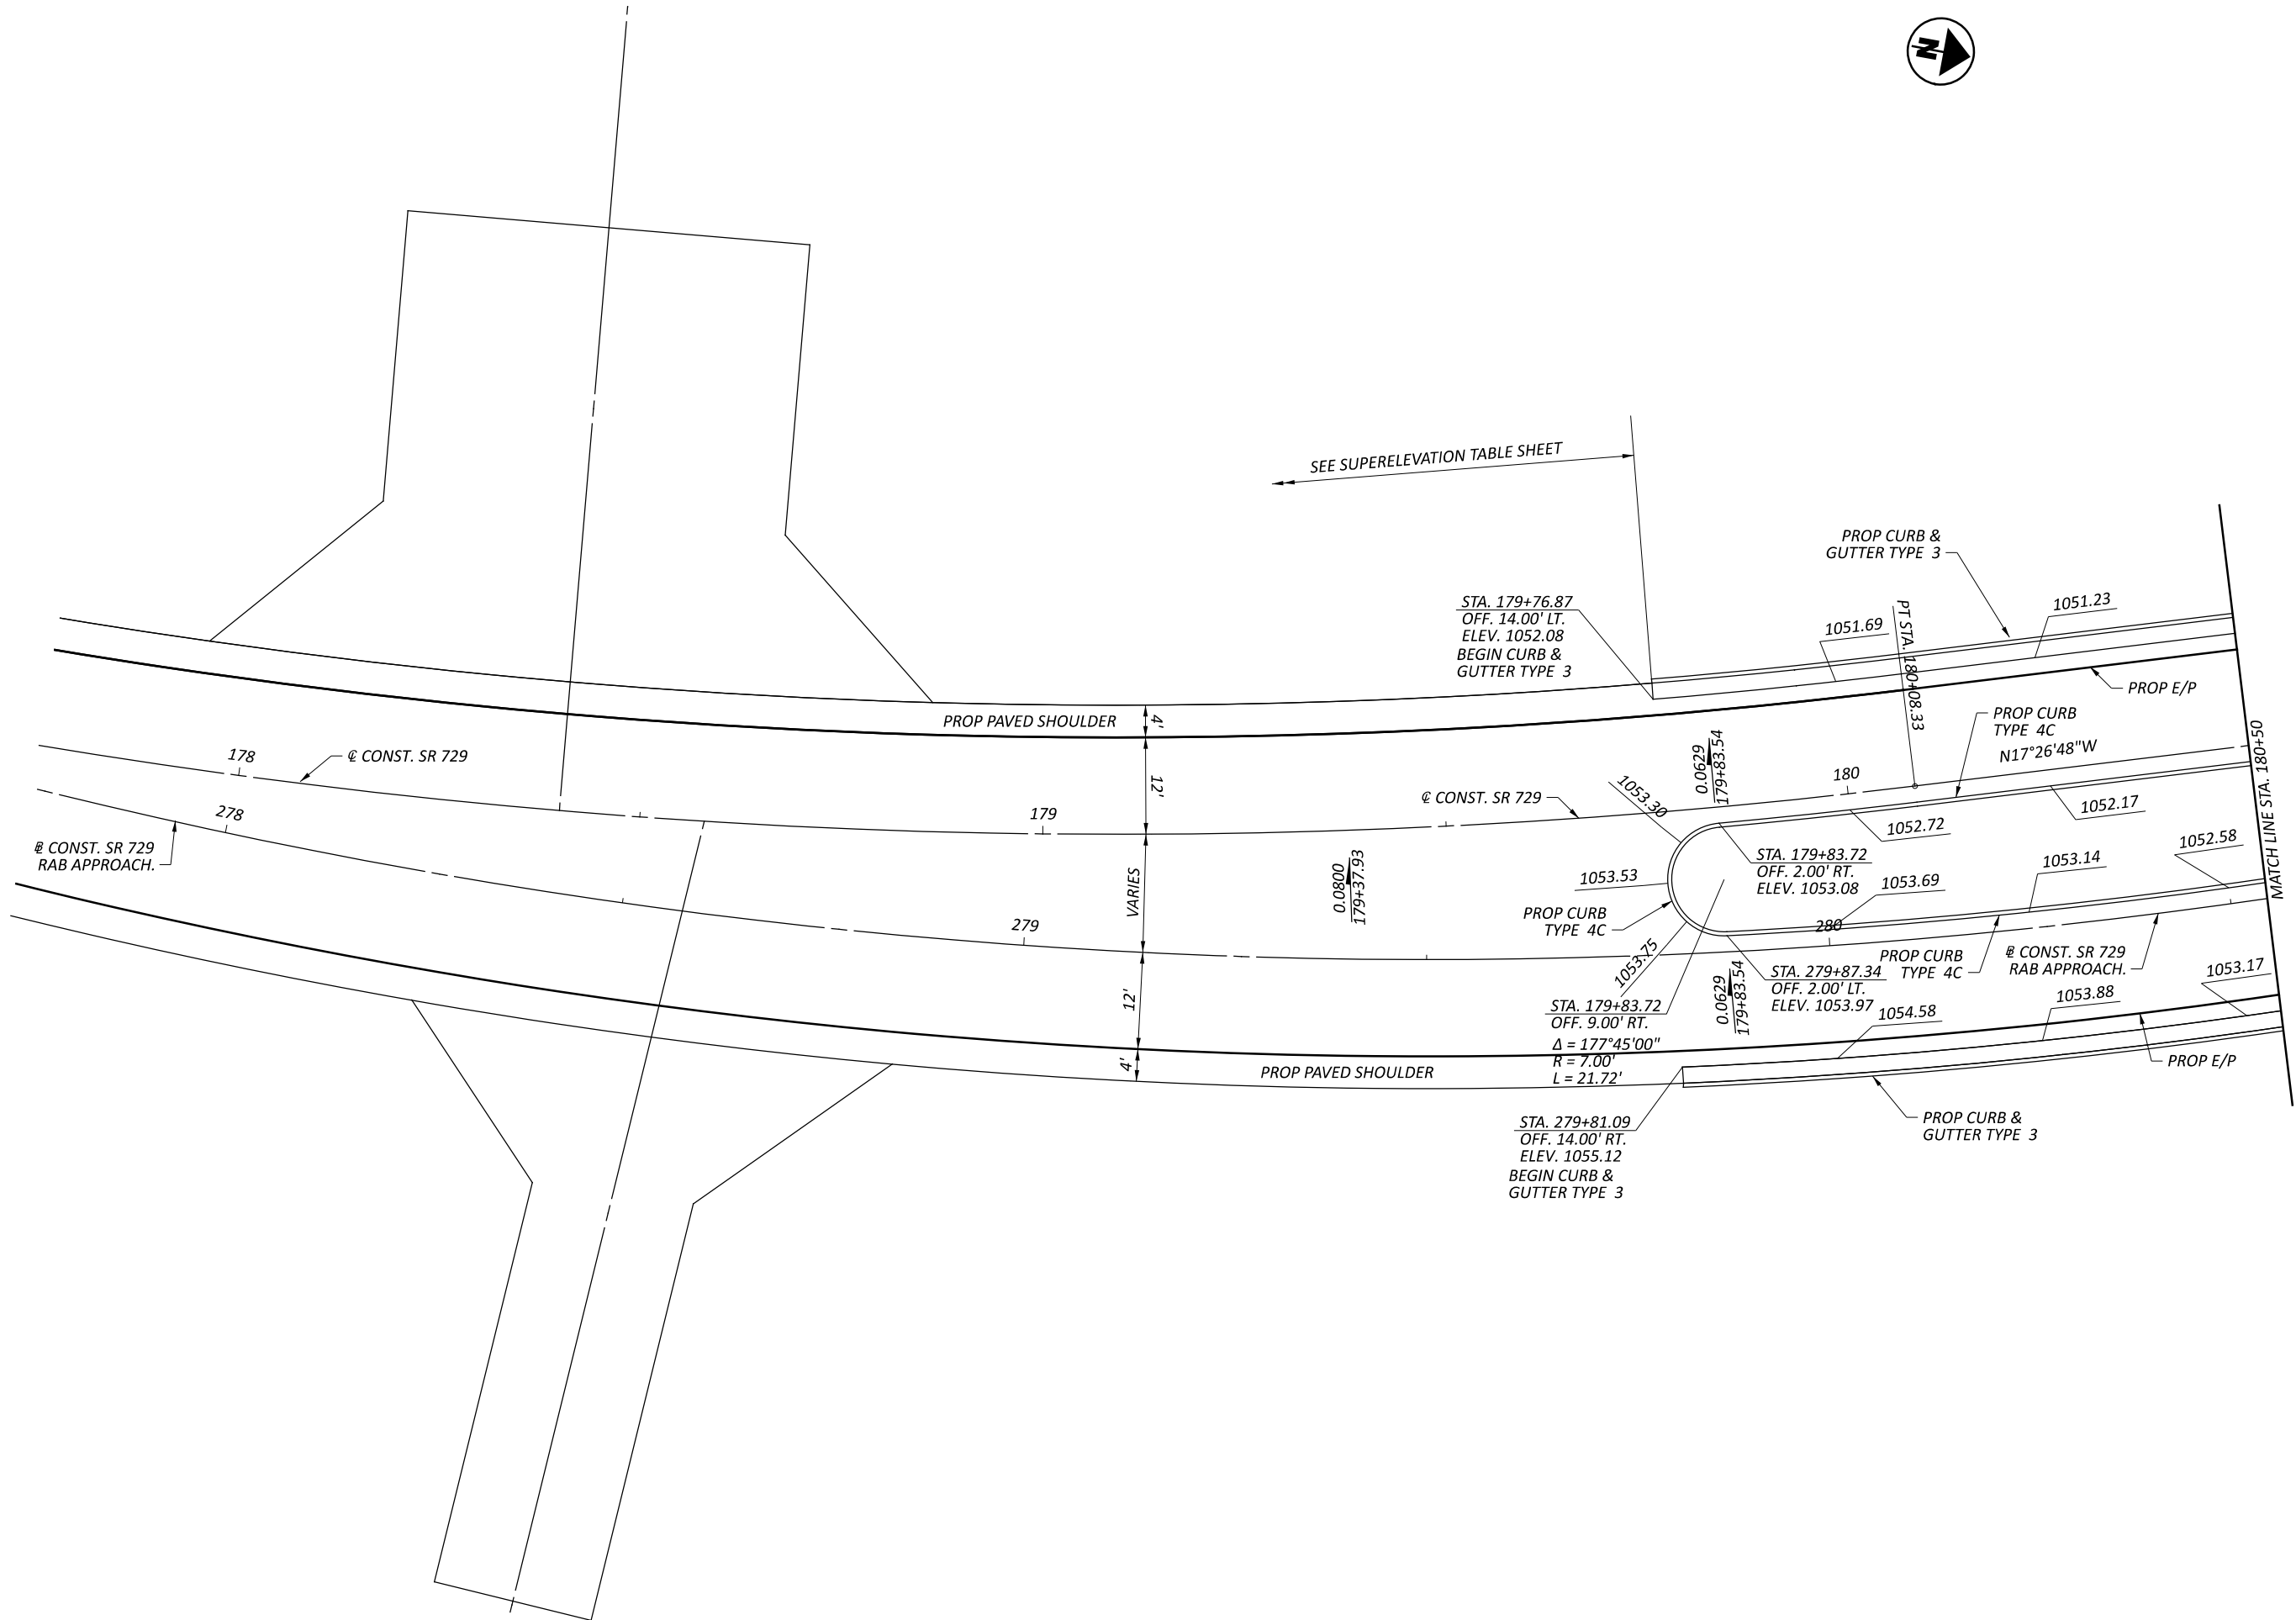 N
SEE SUPERELEVATION TABLE SHEET
PROP CURB &
GUTTER TYPE 3
STA. 179+76.87
OFF. 14.00' LT.
ELEV. 1052.08
BEGIN CURB &
GUTTER TYPE 3
1051.69
PT STA. 180+08.33
1051.23
PROP E/P
PROP PAVED SHOULDER
4'
12'
VARIES
12'
4'
178
℄ CONST. SR 729
278
179
℄ CONST. SR 729
0.0629
179+83.54
1053.30
180
PROP CURB
TYPE 4C
N17°26'48"W
1052.17
1052.72
MATCH LINE STA. 180+50
1052.58
1053.14
STA. 179+83.72
OFF. 2.00' RT.
ELEV. 1053.08
1053.69
1053.53
0.0800
179+37.93
PROP CURB
TYPE 4C
279
280
1053.75
PROP CURB
TYPE 4C
B CONST. SR 729
RAB APPROACH.
B CONST. SR 729
RAB APPROACH.
STA. 279+87.34
OFF. 2.00' LT.
ELEV. 1053.97
0.0629
179+83.54
1053.17
1053.88
1054.58
STA. 179+83.72
OFF. 9.00' RT.
Δ = 177°45'00"
R = 7.00'
L = 21.72'
PROP PAVED SHOULDER
PROP E/P
STA. 279+81.09
OFF. 14.00' RT.
ELEV. 1055.12
BEGIN CURB &
GUTTER TYPE 3
PROP CURB &
GUTTER TYPE 3